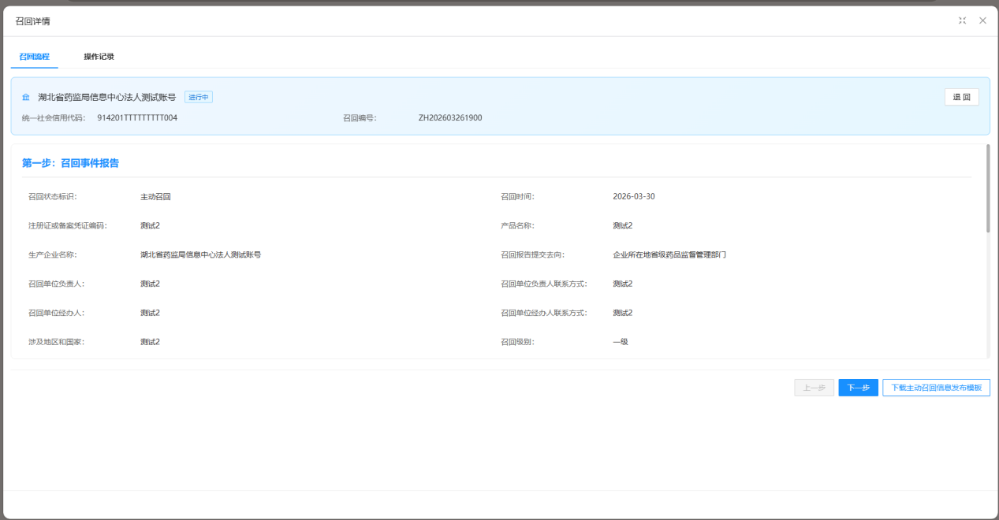 召回详情
召回流程 操作记录
湖北省药监局信息中心法人测试账号 进行中 退 回
统一社会信用代码: 914201TTTTTTTTT004 召回编号: ZH202603261900
第一步：召回事件报告
召回状态标识: 主动召回 召回时间: 2026-03-30
注册证或备案凭证编码: 测试2 产品名称: 测试2
生产企业名称: 湖北省药监局信息中心法人测试账号 召回报告提交去向: 企业所在地省级药品监督管理部门
召回单位负责人: 测试2 召回单位负责人联系方式: 测试2
召回单位经办人: 测试2 召回单位经办人联系方式: 测试2
涉及地区和国家: 测试2 召回级别: 一级
上一步 下一步 下载主动召回信息发布模板